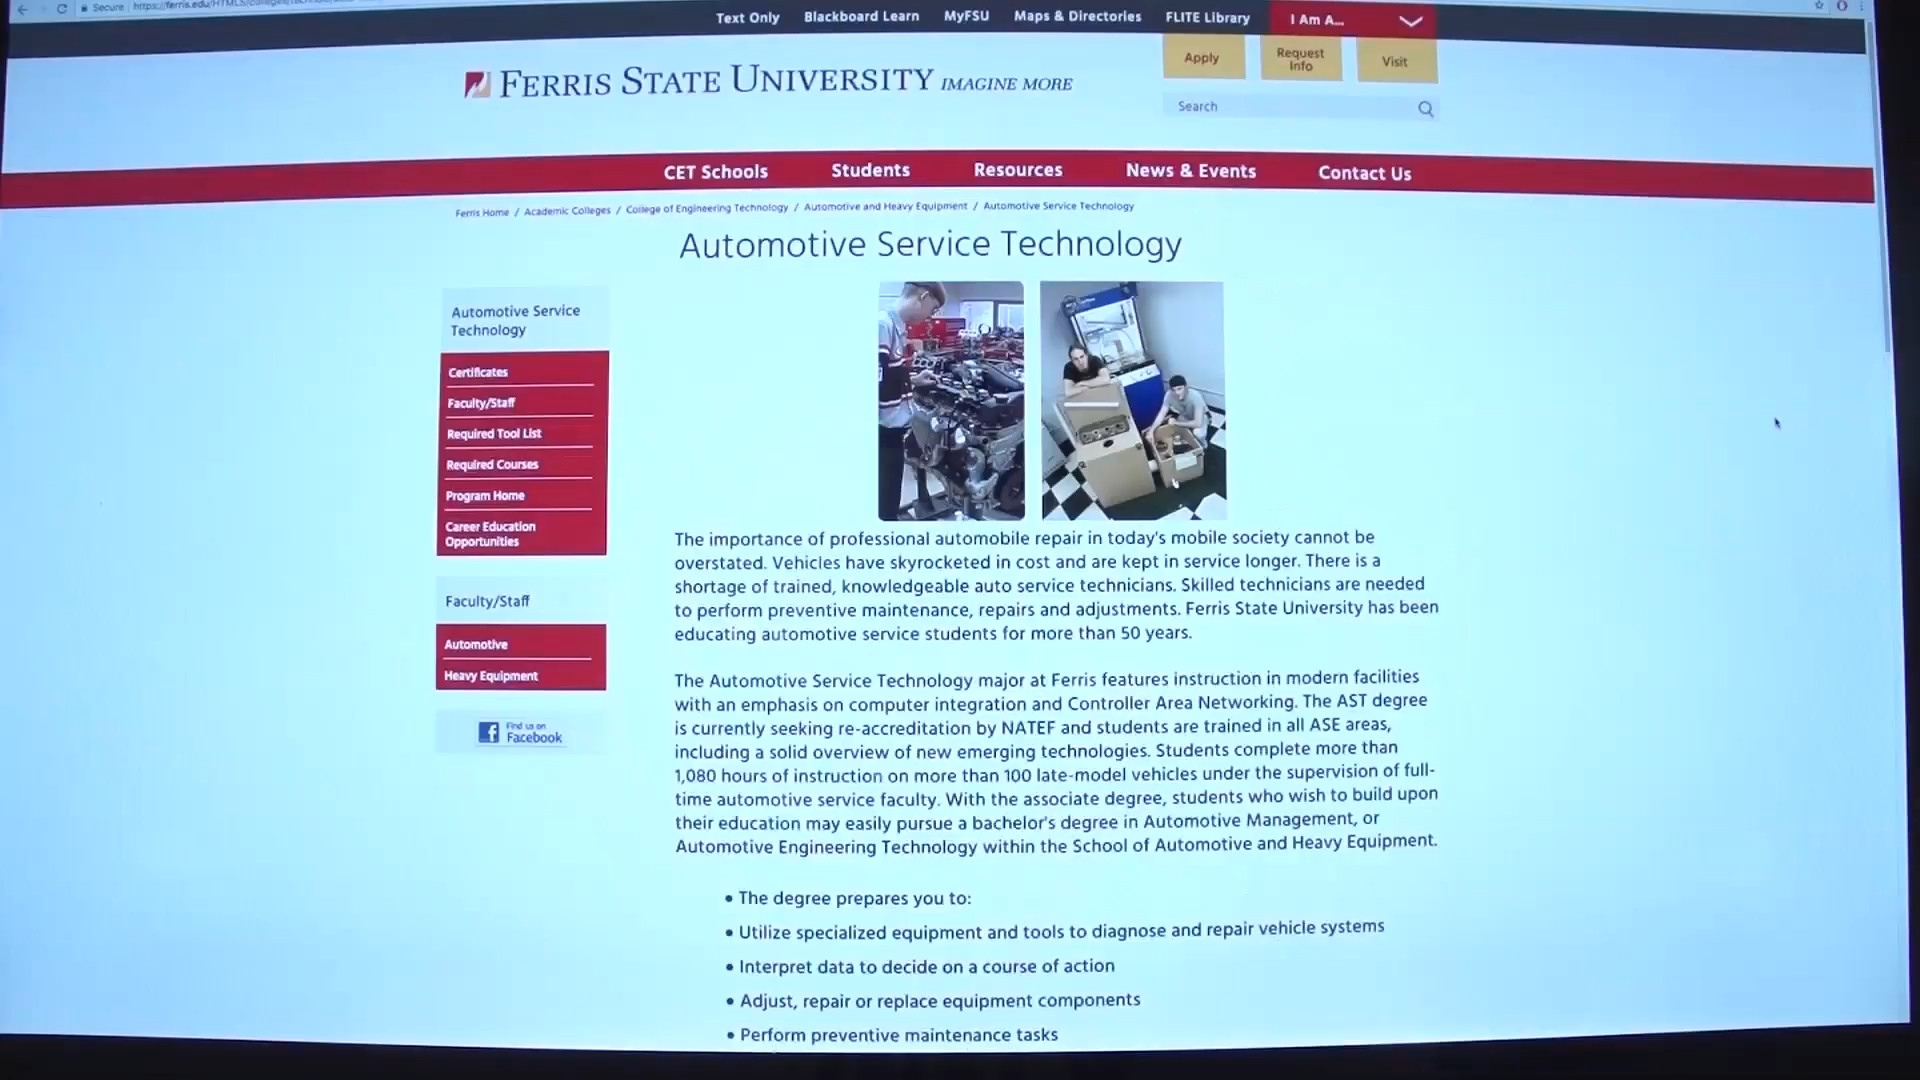 Secure
Text Only Blackboard Learn MyFSU Maps & Directories FLITE Library I Am A...
Apply Request Info Visit
FERRIS STATE UNIVERSITY IMAGINE MORE
Search
CET Schools Students Resources News & Events Contact Us
Ferris Home / Academic Colleges / College of Engineering Technology / Automotive and Heavy Equipment / Automotive Service Technology
Automotive Service Technology
Automotive Service
Technology
Certificates
Faculty/Staff
Required Tool List
Required Courses
Program Home
Career Education
Opportunities
Faculty/Staff
Automotive
Heavy Equipment
Find us on
Facebook
The importance of professional automobile repair in today's mobile society cannot be
overstated. Vehicles have skyrocketed in cost and are kept in service longer. There is a
shortage of trained, knowledgeable auto service technicians. Skilled technicians are needed
to perform preventive maintenance, repairs and adjustments. Ferris State University has been
educating automotive service students for more than 50 years.
The Automotive Service Technology major at Ferris features instruction in modern facilities
with an emphasis on computer integration and Controller Area Networking. The AST degree
is currently seeking re-accreditation by NATEF and students are trained in all ASE areas,
including a solid overview of new emerging technologies. Students complete more than
1,080 hours of instruction on more than 100 late-model vehicles under the supervision of full-
time automotive service faculty. With the associate degree, students who wish to build upon
their education may easily pursue a bachelor's degree in Automotive Management, or
Automotive Engineering Technology within the School of Automotive and Heavy Equipment.
• The degree prepares you to:
• Utilize specialized equipment and tools to diagnose and repair vehicle systems
• Interpret data to decide on a course of action
• Adjust, repair or replace equipment components
• Perform preventive maintenance tasks